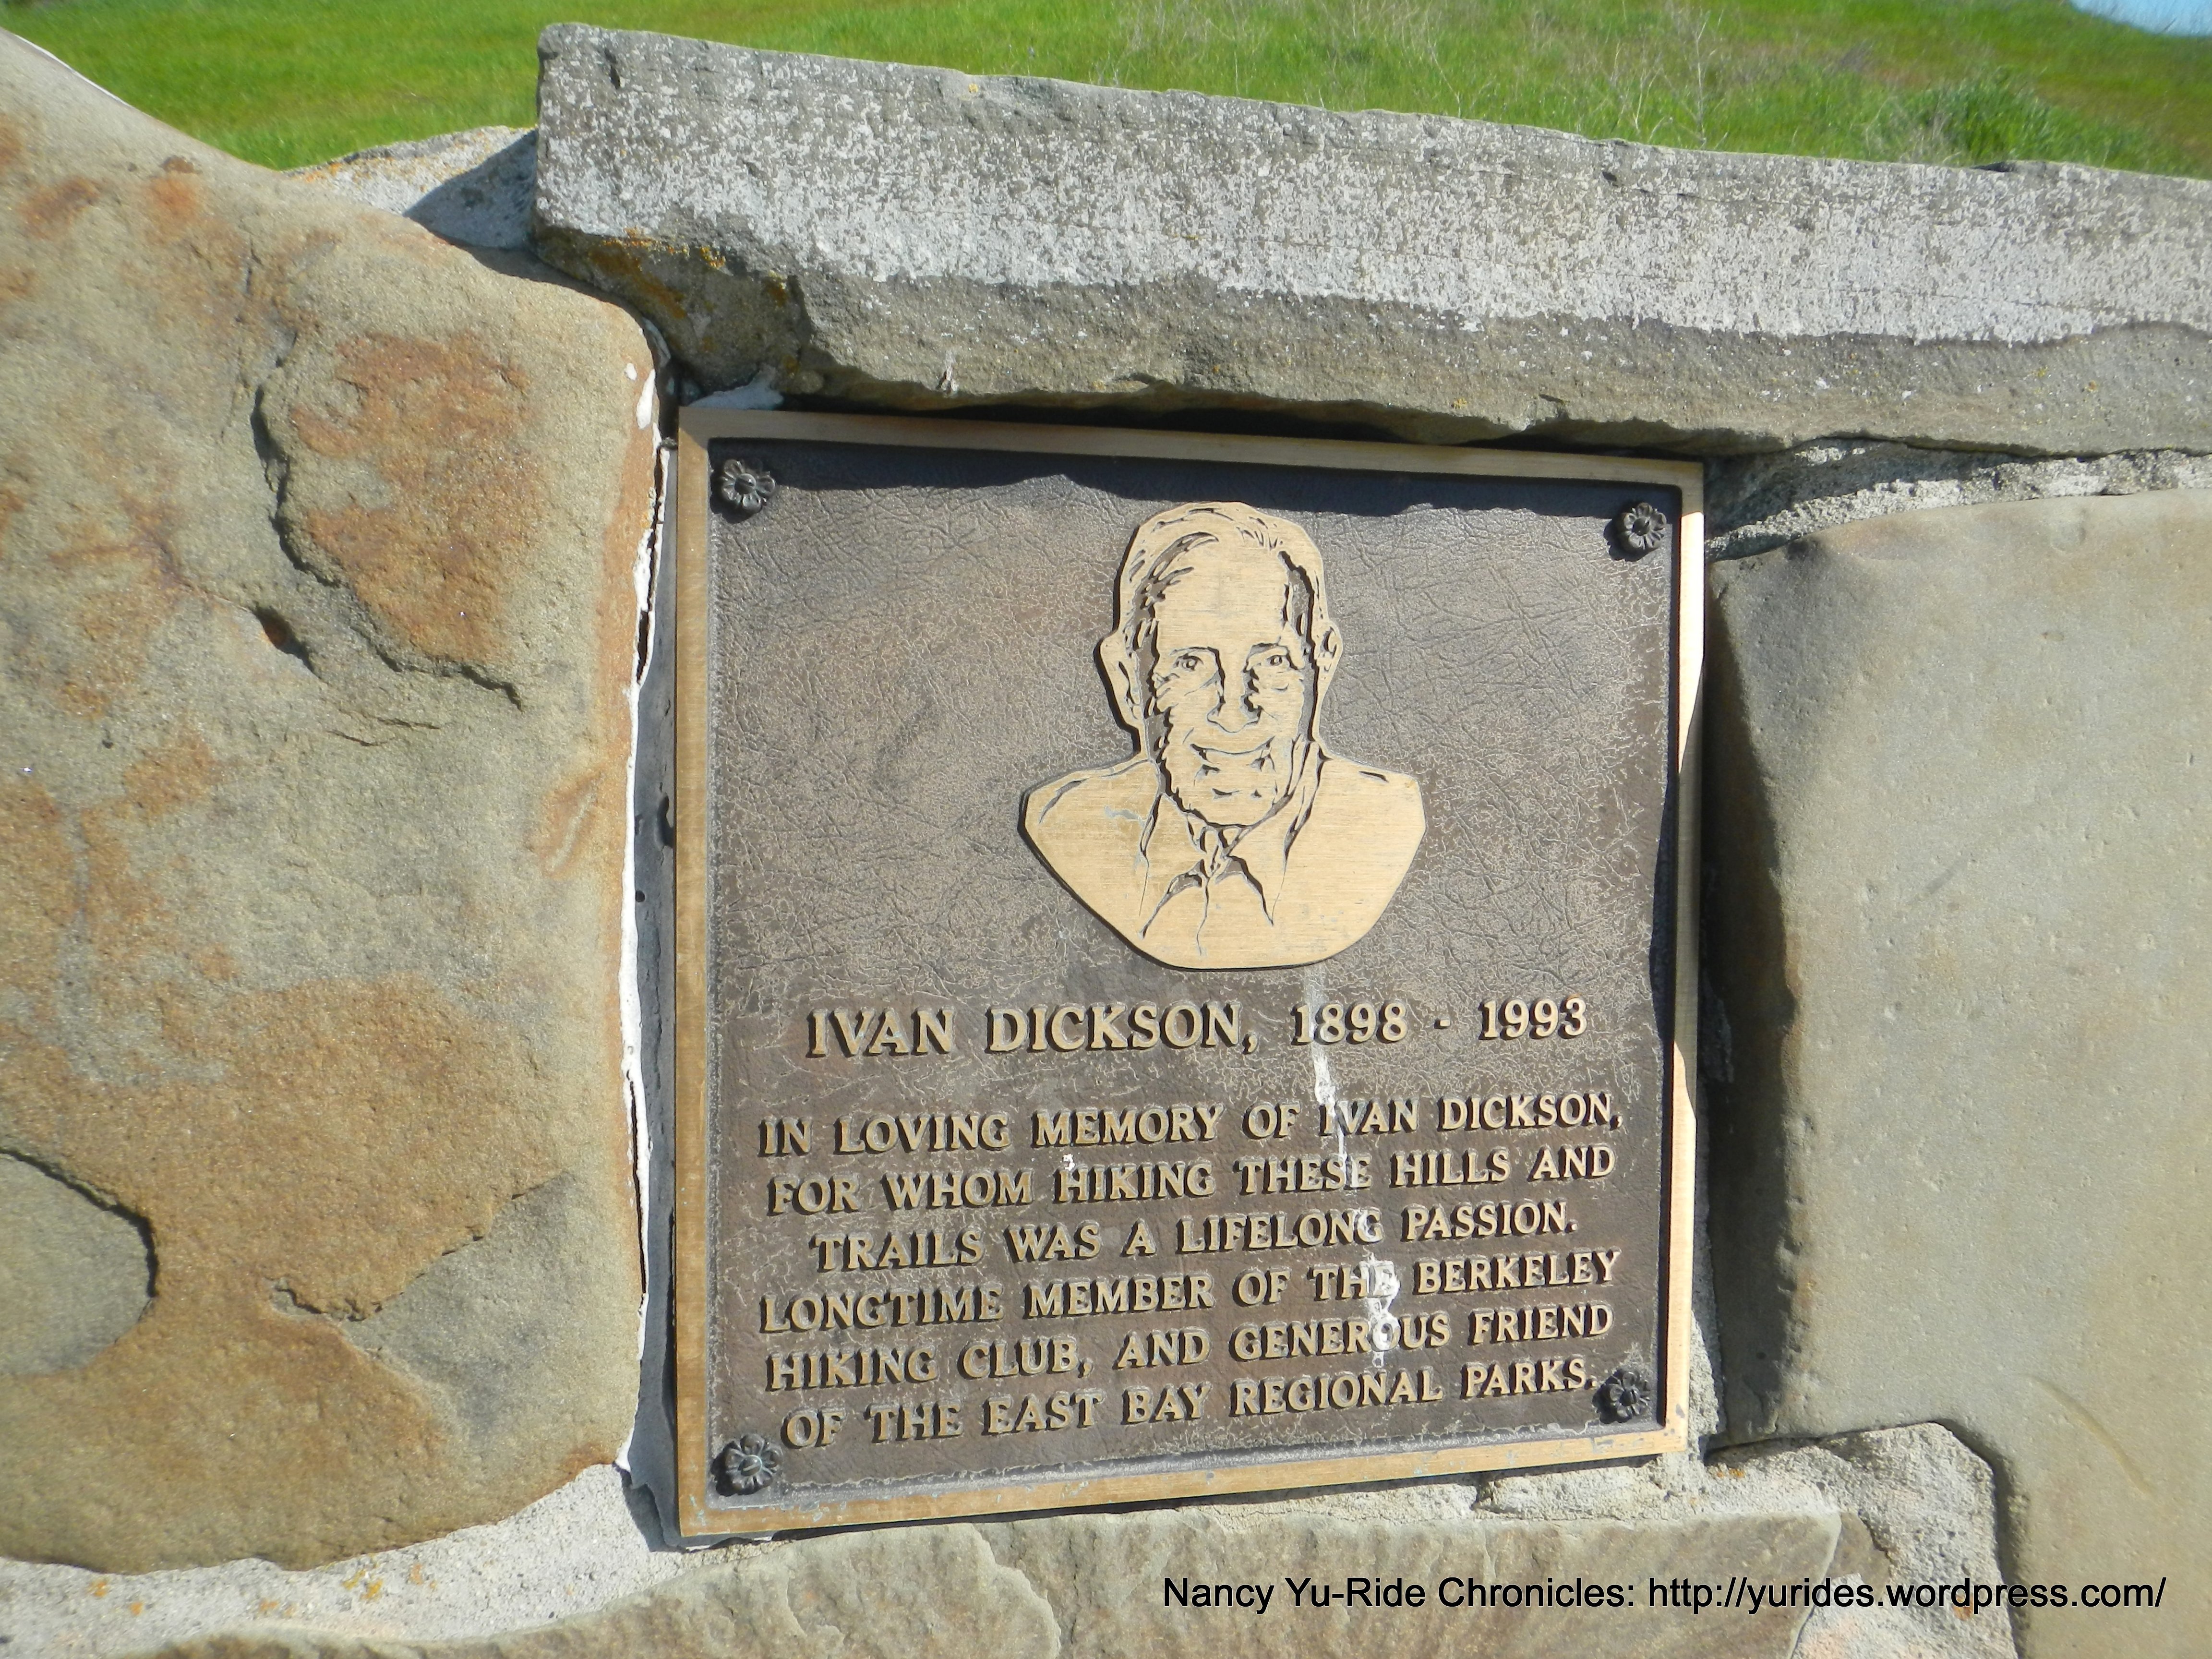 IVAN DICKSON, 1898 - 1993
IN LOVING MEMORY OF IVAN DICKSON,
FOR WHOM HIKING THESE HILLS AND
TRAILS WAS A LIFELONG PASSION.
LONGTIME MEMBER OF THE BERKELEY
HIKING CLUB, AND GENEROUS FRIEND
OF THE EAST BAY REGIONAL PARKS.
Nancy Yu-Ride Chronicles: http://yurides.wordpress.com/